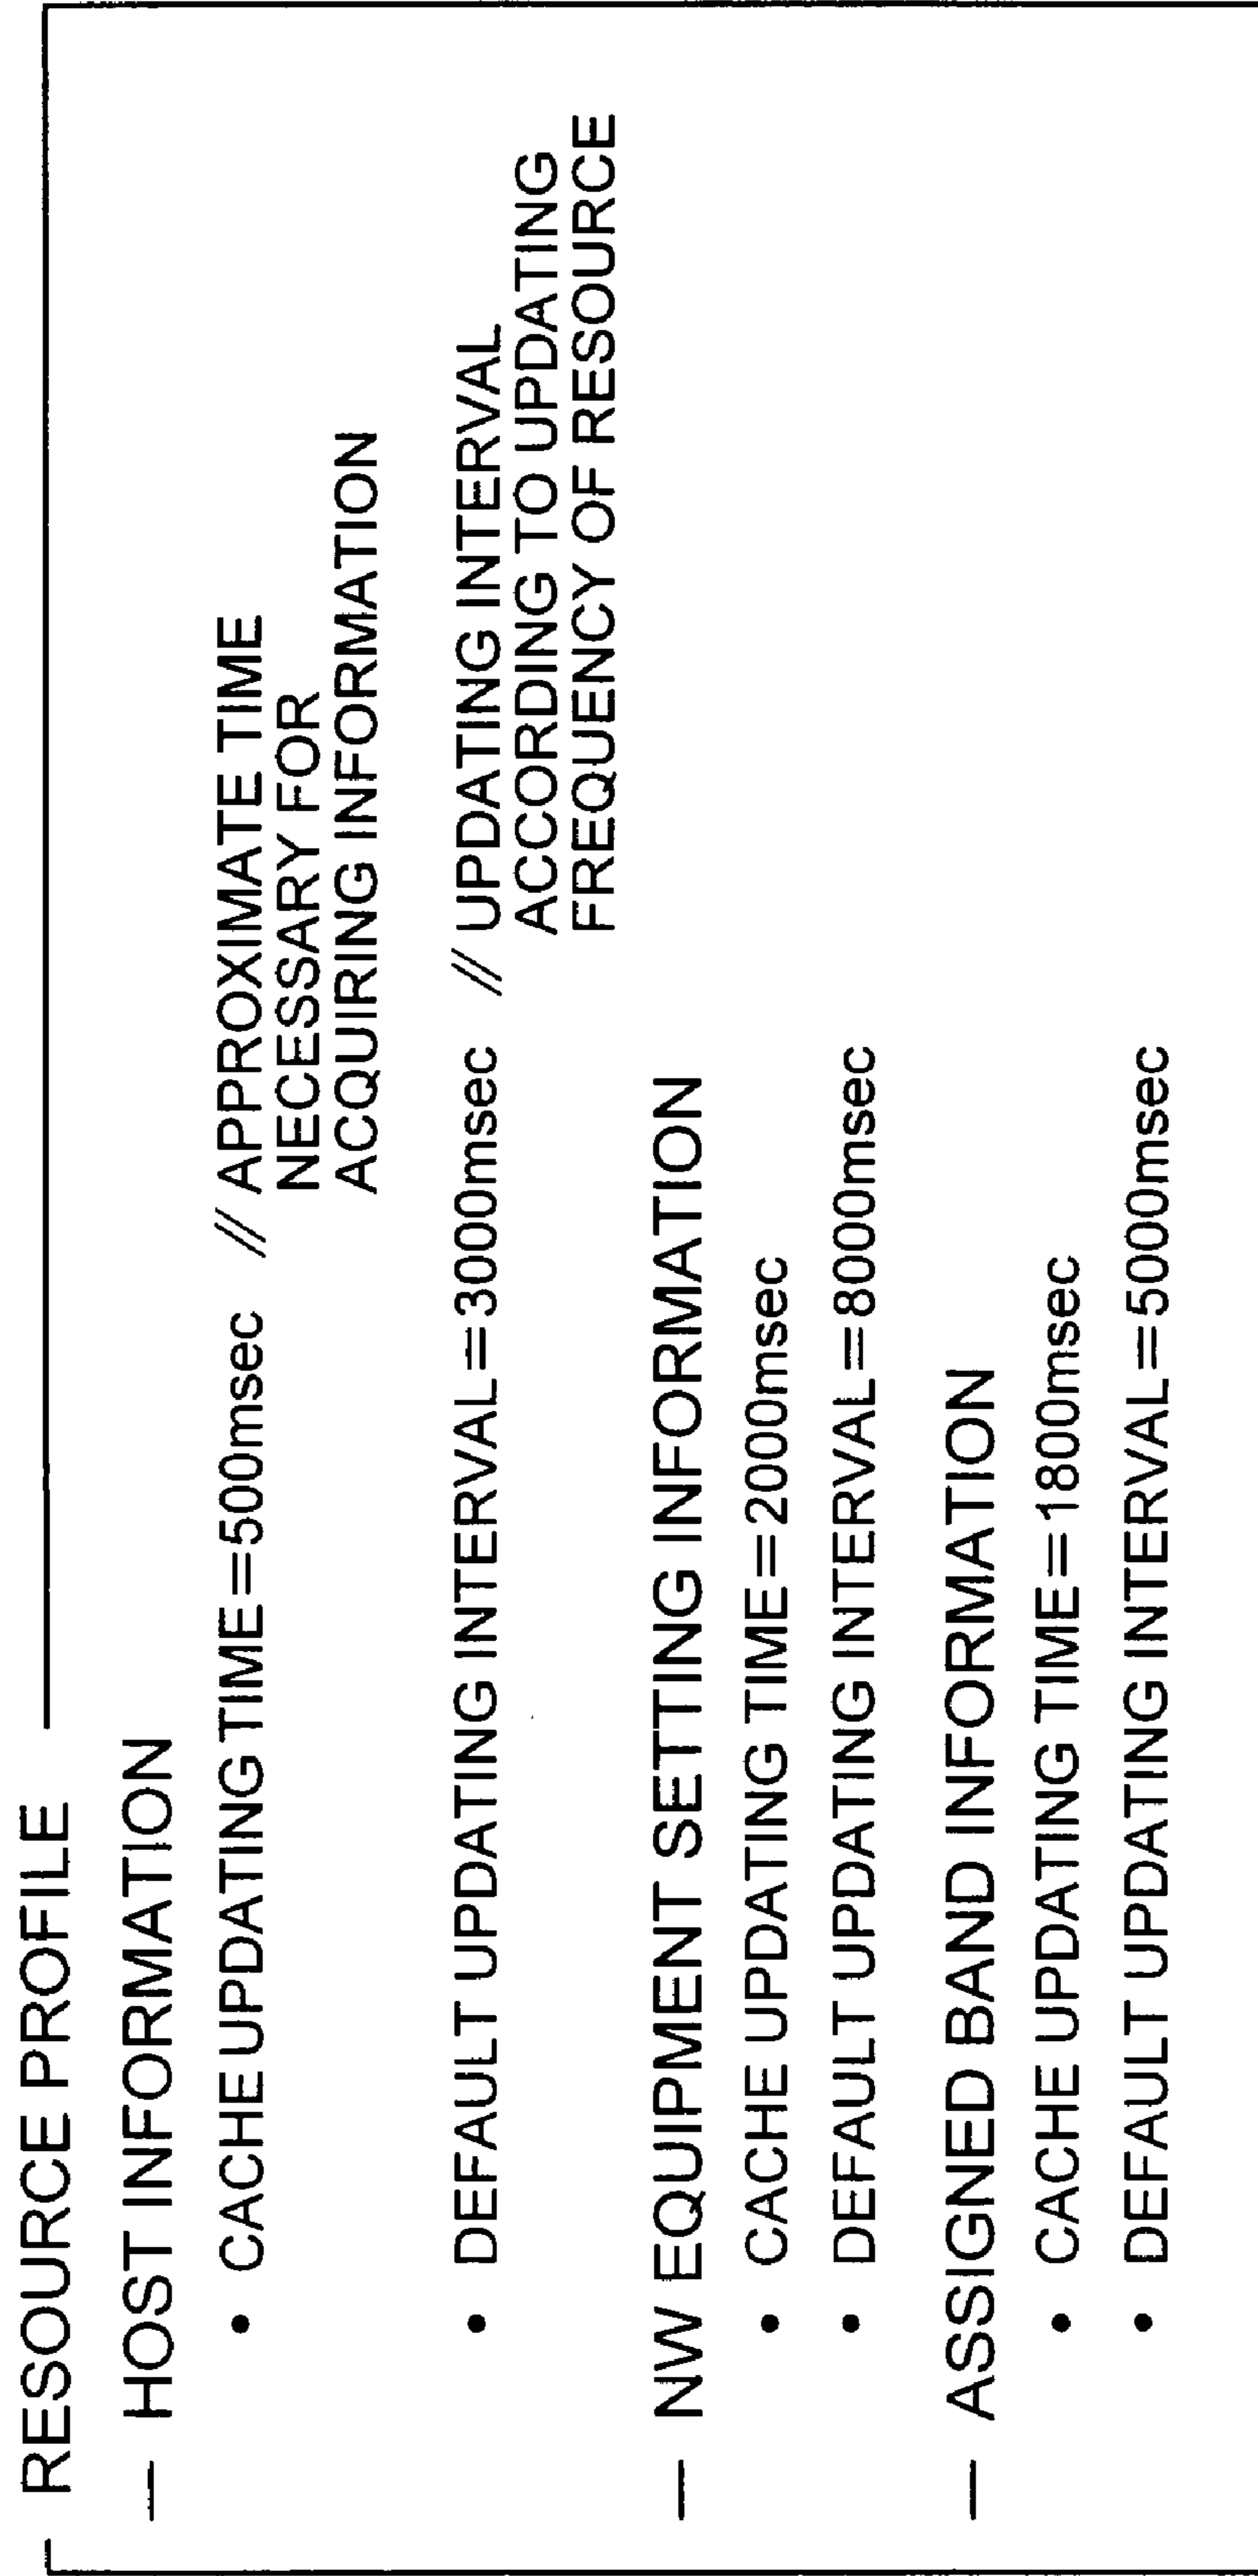 RESOURCE PROFILE
— HOST INFORMATION
• CACHE UPDATING TIME=500msec // APPROXIMATE TIME
NECESSARY FOR
ACQUIRING INFORMATION
• DEFAULT UPDATING INTERVAL=3000msec // UPDATING INTERVAL
ACCORDING TO UPDATING
FREQUENCY OF RESOURCE
— NW EQUIPMENT SETTING INFORMATION
• CACHE UPDATING TIME=2000msec
• DEFAULT UPDATING INTERVAL=8000msec
— ASSIGNED BAND INFORMATION
• CACHE UPDATING TIME=1800msec
• DEFAULT UPDATING INTERVAL=5000msec